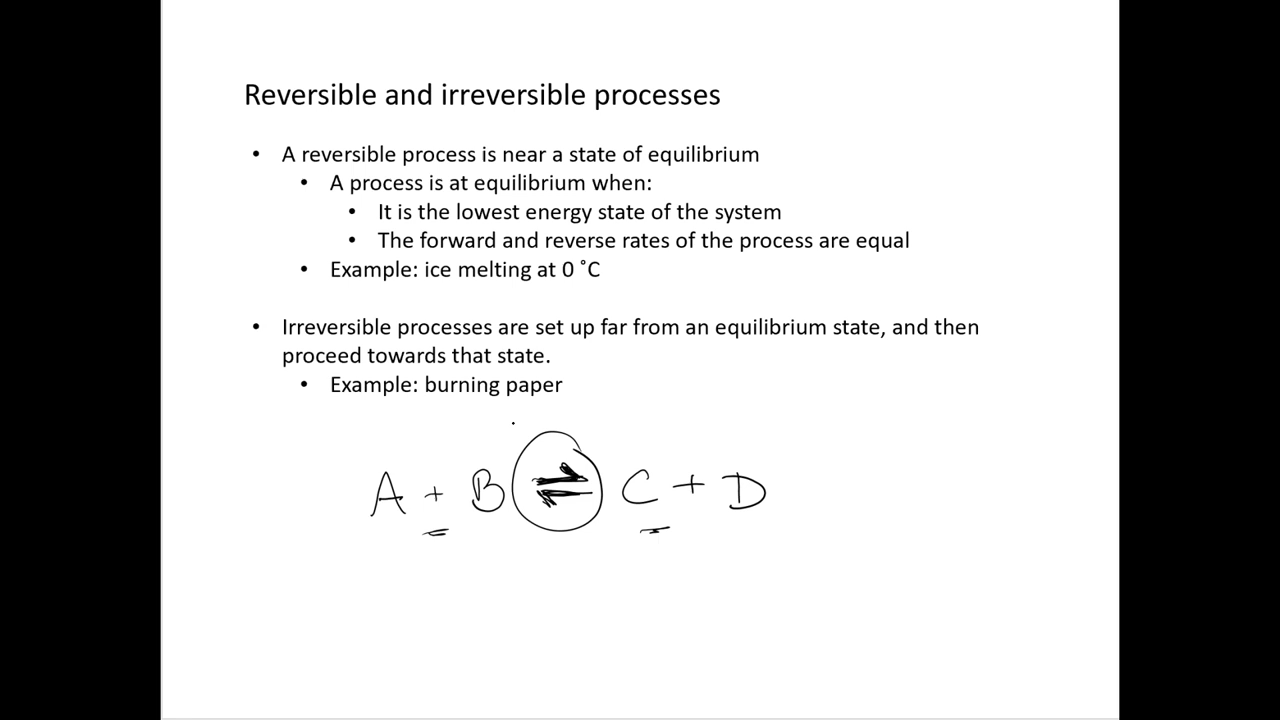 Reversible and irreversible processes
• A reversible process is near a state of equilibrium
• A process is at equilibrium when:
• It is the lowest energy state of the system
• The forward and reverse rates of the process are equal
• Example: ice melting at 0 ˚C
• Irreversible processes are set up far from an equilibrium state, and then
proceed towards that state.
• Example: burning paper
A + B ⇌ C + D